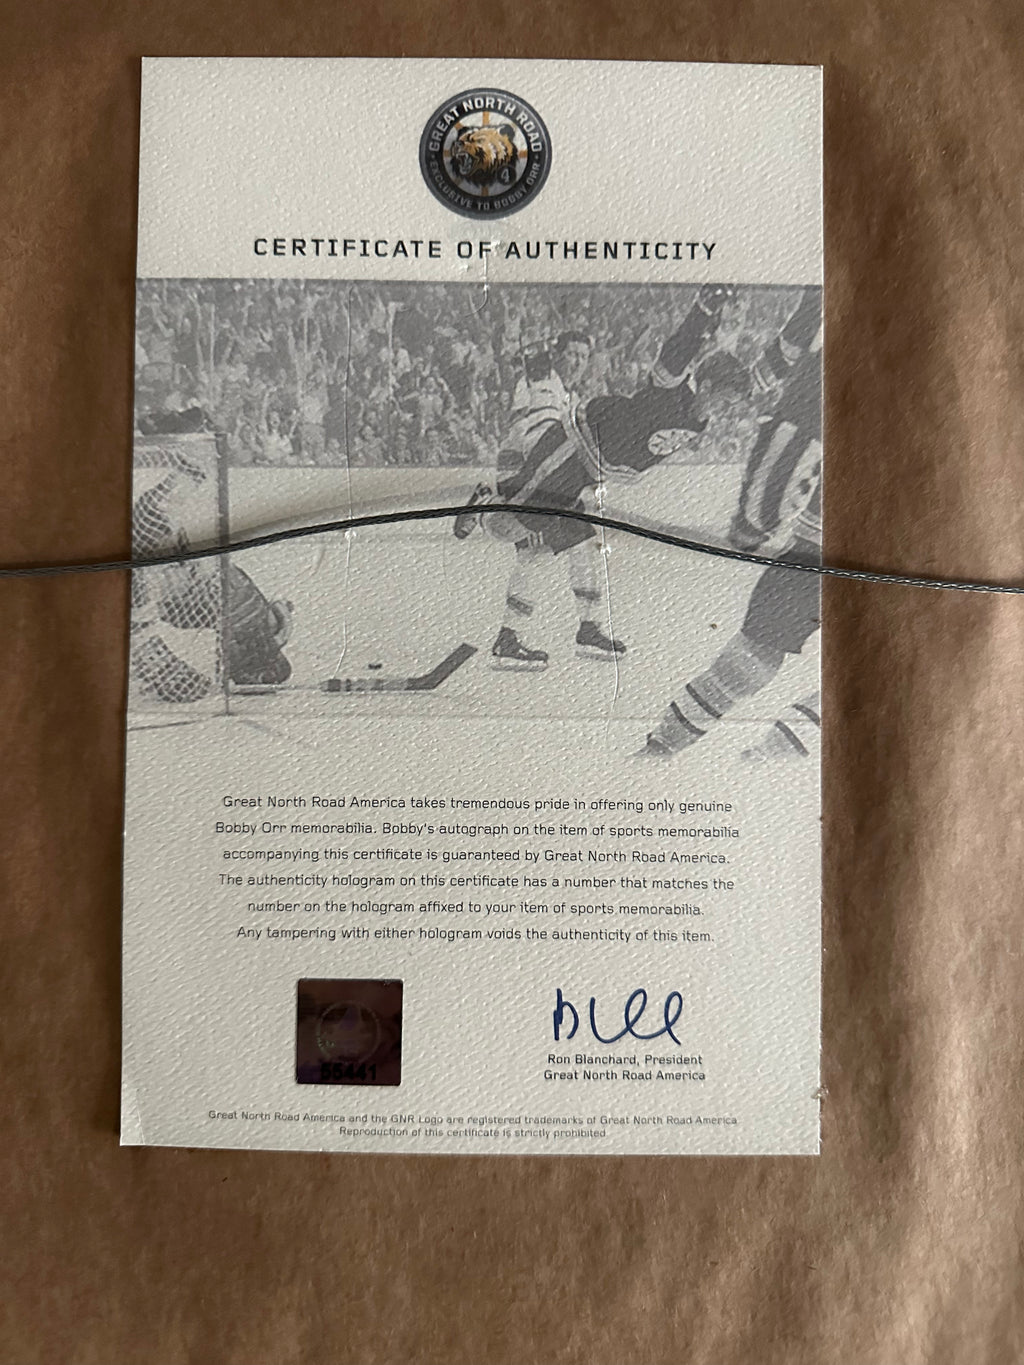 GREAT NORTH ROAD
4
EXCLUSIVE TO BOBBY ORR
CERTIFICATE OF AUTHENTICITY
Great North Road America takes tremendous pride in offering only genuine
Bobby Orr memorabilia. Bobby's autograph on the item of sports memorabilia
accompanying this certificate is guaranteed by Great North Road America.
The authenticity hologram on this certificate has a number that matches the
number on the hologram affixed to your item of sports memorabilia.
Any tampering with either hologram voids the authenticity of this item.
55441
Ron Blanchard, President
Great North Road America
Great North Road America and the GNR Logo are registered trademarks of Great North Road America
Reproduction of this certificate is strictly prohibited.